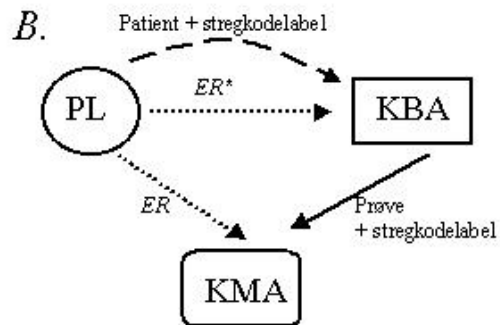 B.
Patient + stregkodelabel
ER*
PL
KBA
ER
Prøve
+ stregkodelabel
KMA